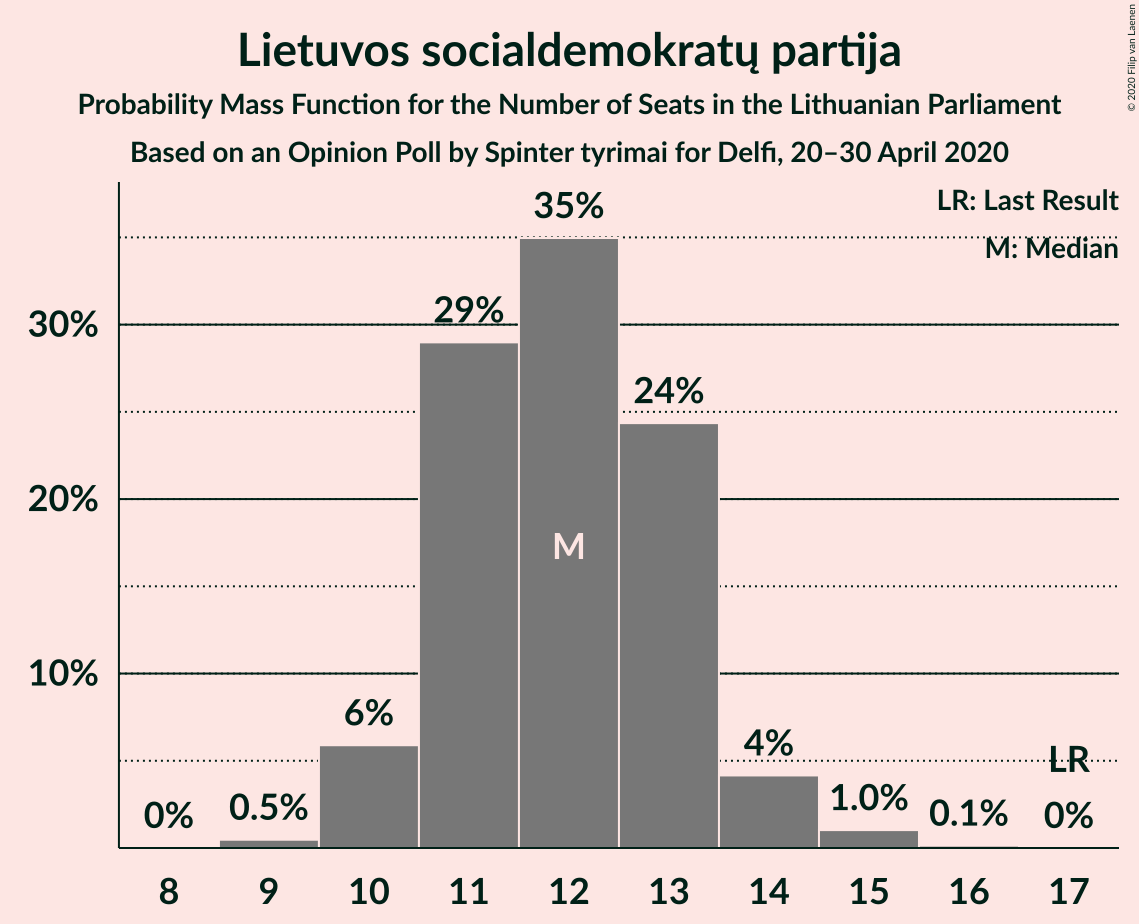 Lietuvos socialdemokratų partija
Probability Mass Function for the Number of Seats in the Lithuanian Parliament
Based on an Opinion Poll by Spinter tyrimai for Delfi, 20–30 April 2020
© 2020 Filip van Laenen
LR: Last Result
M: Median
35%
29%
30%
24%
20%
M
10%
6%
4%
LR
0%
0.5%
1.0%
0.1%
0%
8 9 10 11 12 13 14 15 16 17